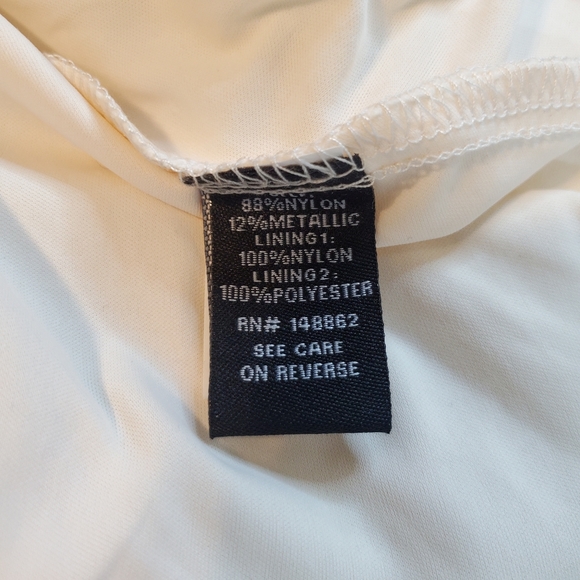 88%NYLON
12%METALLIC
LINING1:
100%NYLON
LINING2:
100%POLYESTER
RN# 148862
SEE CARE
ON REVERSE